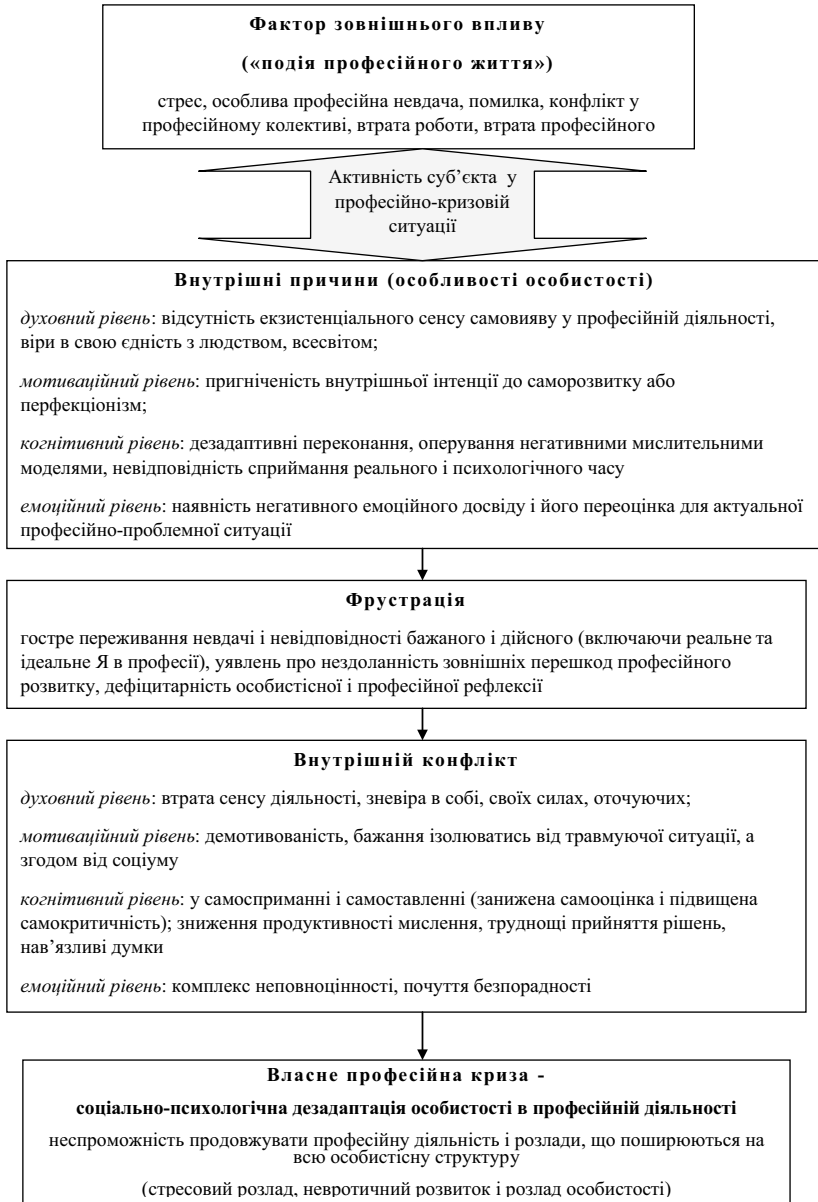 Фактор зовнішнього впливу
(«подія професійного життя»)
стрес, особлива професійна невдача, помилка, конфлікт у
професійному колективі, втрата роботи, втрата професійного
Активність суб’єкта у
професійно-кризовій
ситуації
Внутрішні причини (особливості особистості)
духовний рівень: відсутність екзистенціального сенсу самовияву у професійній діяльності,
віри в свою єдність з людством, всесвітом;
мотиваційний рівень: пригніченість внутрішньої інтенції до саморозвитку або
перфекціонізм;
когнітивний рівень: дезадаптивні переконання, оперування негативними мислительними
моделями, невідповідність сприймання реального і психологічного часу
емоційний рівень: наявність негативного емоційного досвіду і його переоцінка для актуальної
професійно-проблемної ситуації
Фрустрація
гостре переживання невдачі і невідповідності бажаного і дійсного (включаючи реальне та
ідеальне Я в професії), уявлень про нездоланність зовнішніх перешкод професійного
розвитку, дефіцитарність особистісної і професійної рефлексії
Внутрішній конфлікт
духовний рівень: втрата сенсу діяльності, зневіра в собі, своїх силах, оточуючих;
мотиваційний рівень: демотивованість, бажання ізолюватись від травмуючої ситуації, а
згодом від соціуму
когнітивний рівень: у самосприманні і самоставленні (занижена самооцінка і підвищена
самокритичність); зниження продуктивності мислення, труднощі прийняття рішень,
нав’язливі думки
емоційний рівень: комплекс неповноцінності, почуття безпорадності
Власне професійна криза -
соціально-психологічна дезадаптація особистості в професійній діяльності
неспроможність продовжувати професійну діяльність і розлади, що поширюються на
всю особистісну структуру
(стресовий розлад, невротичний розвиток і розлад особистості)